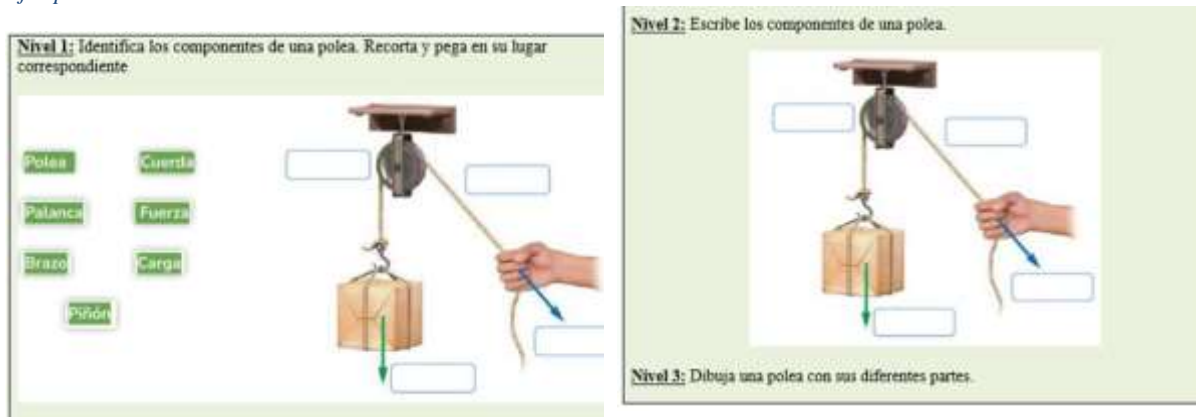 Nivel 1: Identifica los componentes de una polea. Recorta y pega en su lugar
correspondiente
Polea
Cuerda
Palanca
Fuerza
Brazo
Carga
Piñón
Nivel 2: Escribe los componentes de una polea.
Nivel 3: Dibuja una polea con sus diferentes partes.